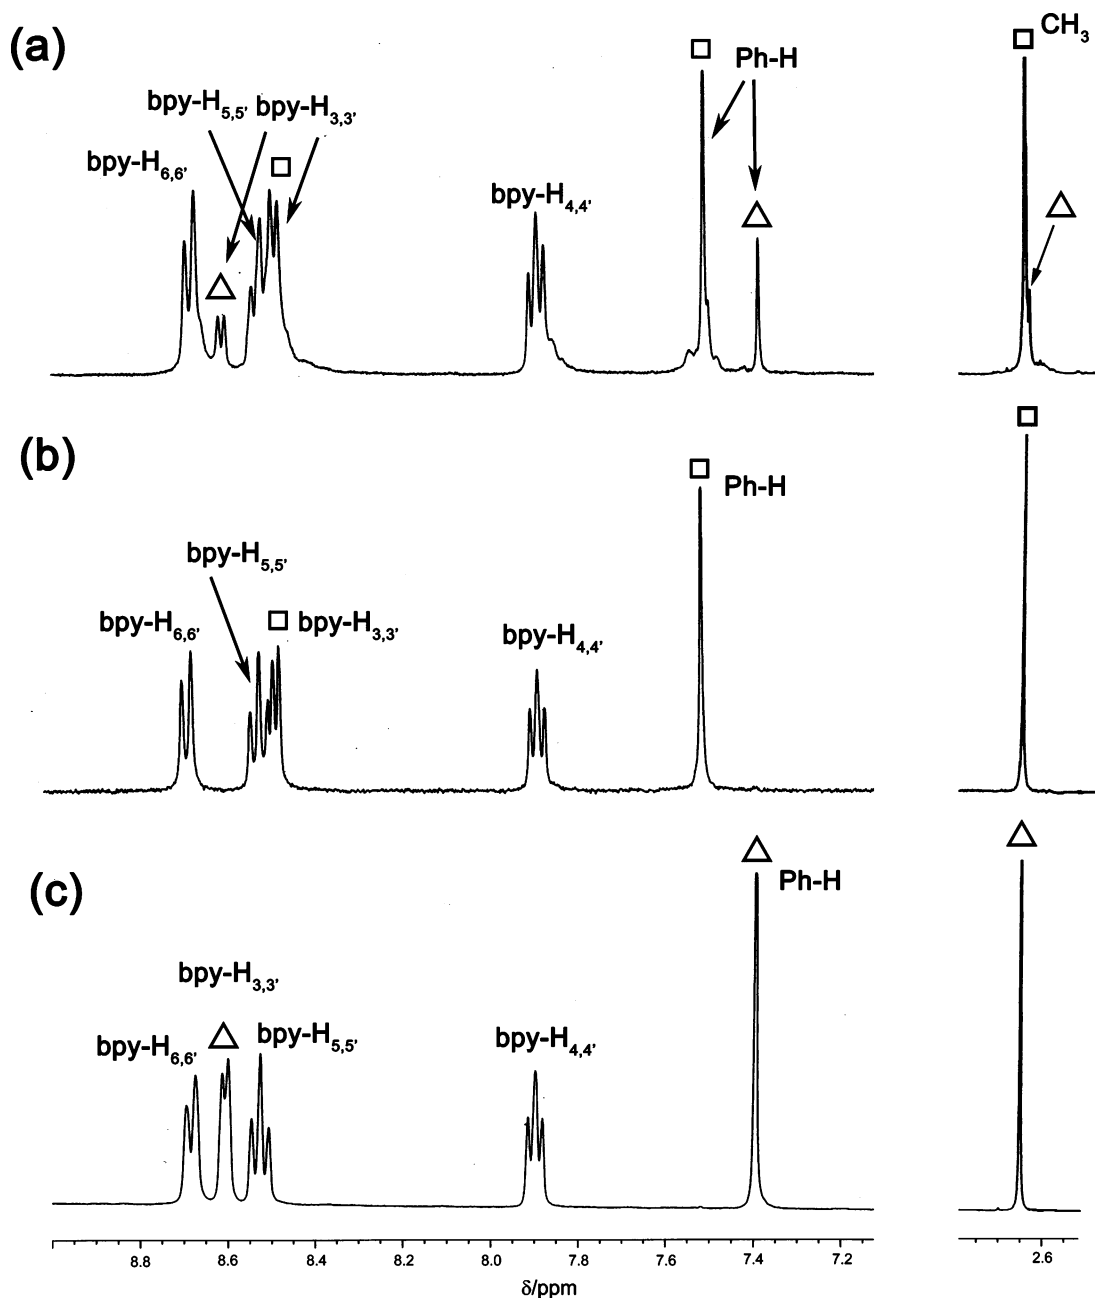 (a)
CH₃
Ph-H
bpy-H₅,₅' bpy-H₃,₃'
bpy-H₆,₆'
bpy-H₄,₄'
(b)
Ph-H
bpy-H₅,₅'
bpy-H₆,₆'
bpy-H₃,₃'
bpy-H₄,₄'
(c)
Ph-H
bpy-H₃,₃'
bpy-H₆,₆'
bpy-H₅,₅'
bpy-H₄,₄'
8.8 8.6 8.4 8.2 8.0 7.8 7.6 7.4 7.2 2.6
δ/ppm